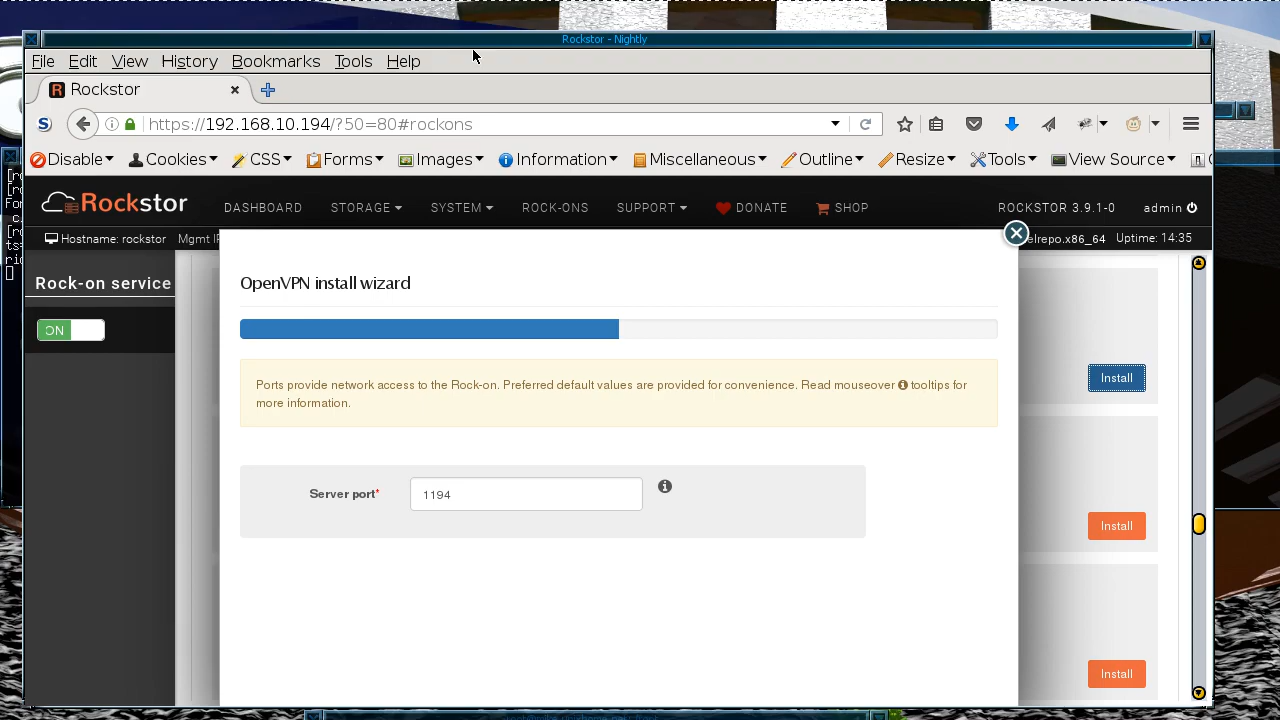 Rockstor - Nightly
File Edit View History Bookmarks Tools Help
Rockstor
https://192.168.10.194/?50=80#rockons
Disable Cookies CSS Forms Images Information Miscellaneous Outline Resize Tools View Source
Rockstor DASHBOARD STORAGE SYSTEM ROCK-ONS SUPPORT DONATE SHOP ROCKSTOR 3.9.1-0 admin
Hostname: rockstor Mgmt IP elrepo.x86_64 Uptime: 14:35
Rock-on service
ON
OpenVPN install wizard
Ports provide network access to the Rock-on. Preferred default values are provided for convenience. Read mouseover tooltips for
more information.
Install
Server port* 1194
Install
Install